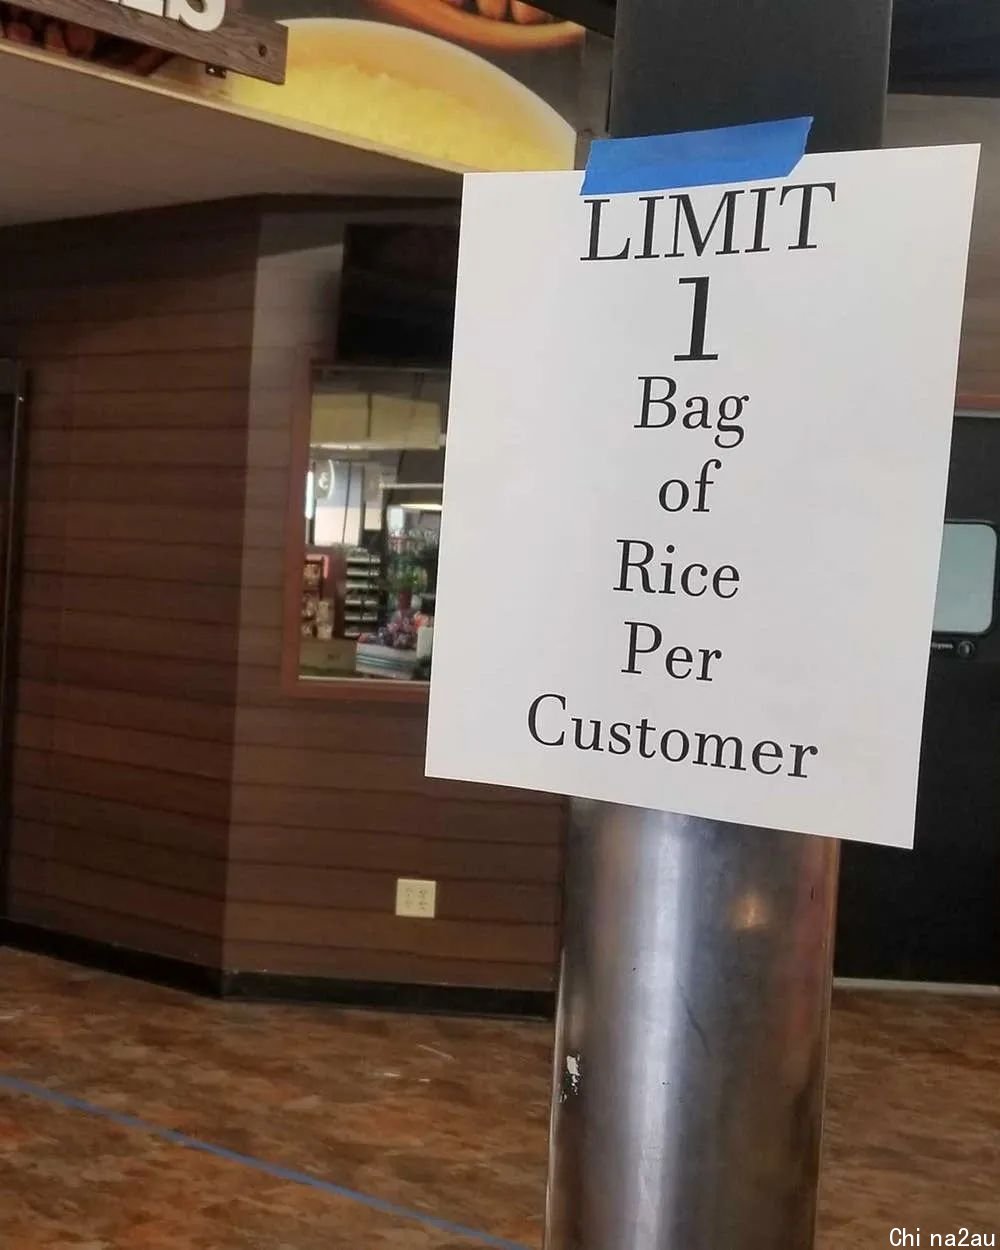 LIMIT
1
Bag
of
Rice
Per
Customer
Chi na2au